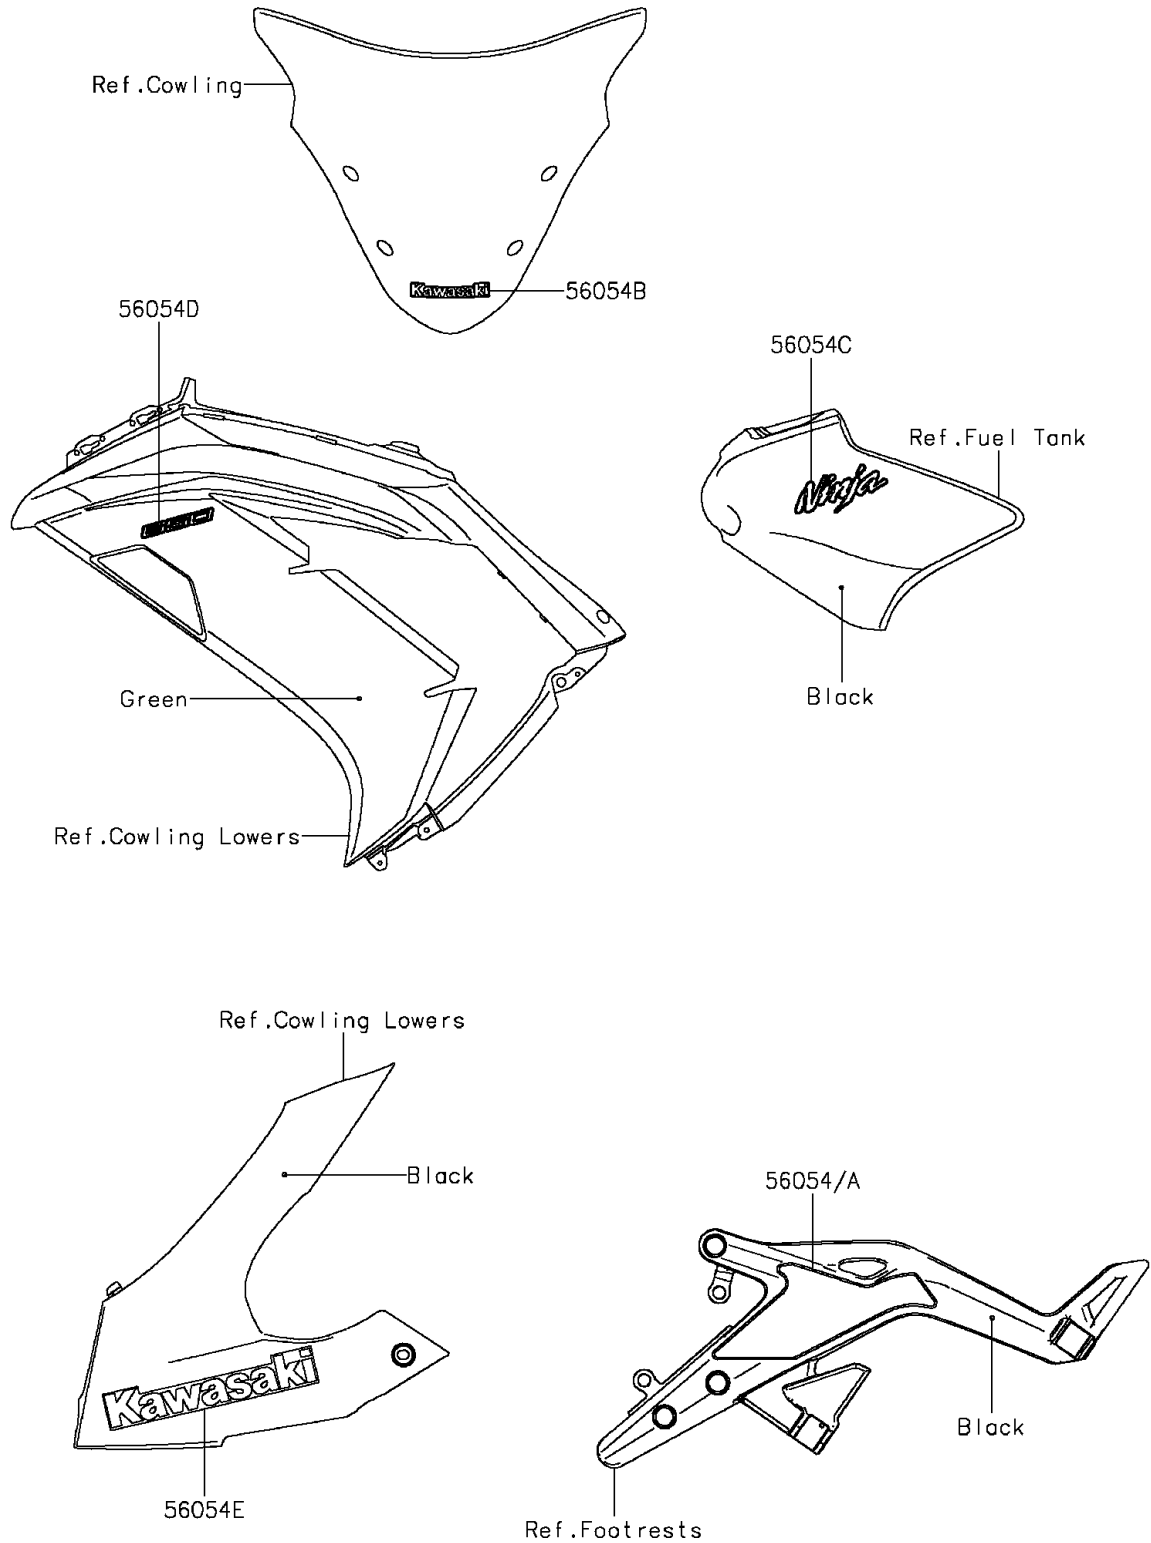 Ref.Cowling
Kawasaki
56054B
56054D
56054C
Ref.Fuel Tank
Ninja
650
Black
Green
Ref.Cowling Lowers
Ref.Cowling Lowers
Black
56054/A
Kawasaki
Black
56054E
Ref.Footrests